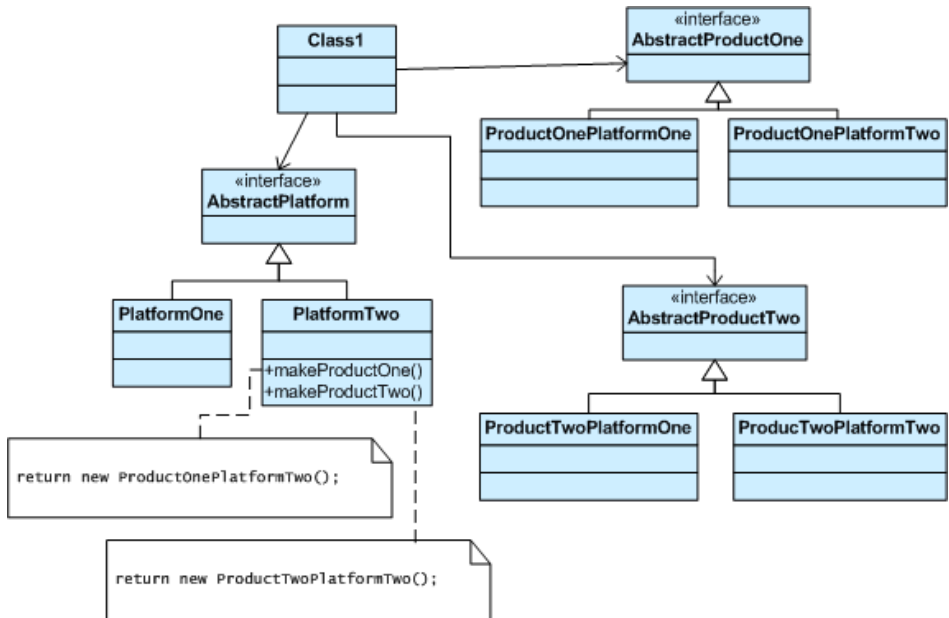 Class1
«interface»
AbstractProductOne
ProductOnePlatformOne
ProductOnePlatformTwo
«interface»
AbstractPlatform
PlatformOne
PlatformTwo
+makeProductOne()
+makeProductTwo()
«interface»
AbstractProductTwo
ProductTwoPlatformOne
ProducTwoPlatformTwo
return new ProductOnePlatformTwo();
return new ProductTwoPlatformTwo();